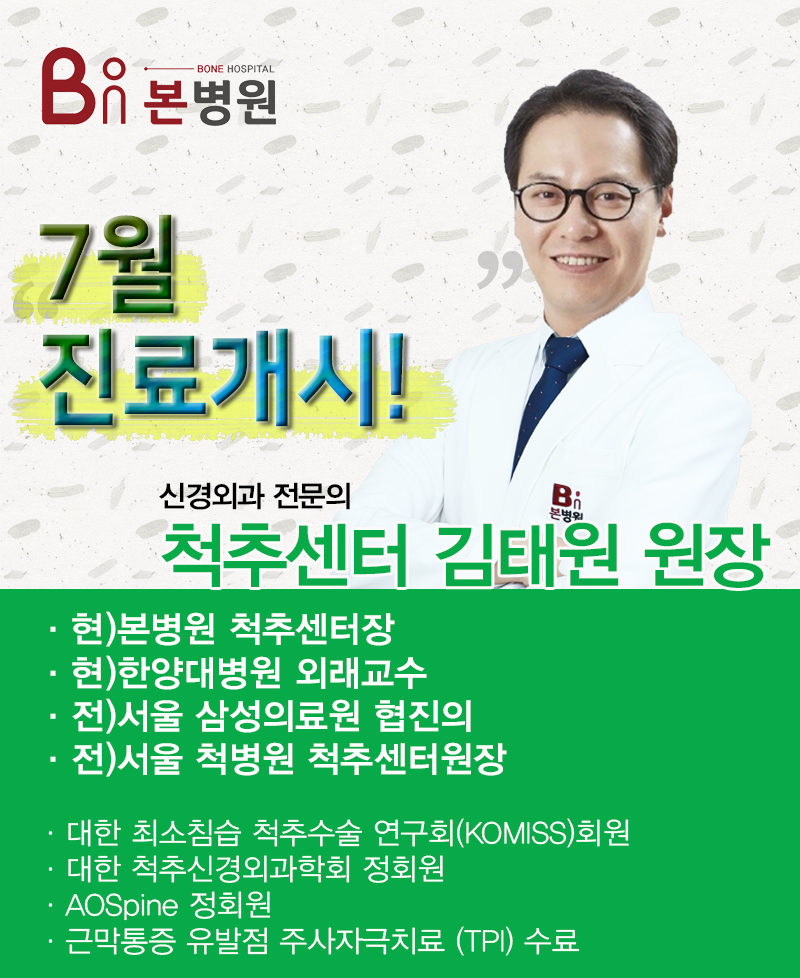 BONE HOSPITAL
Bon 본병원
7월
진료개시!
신경외과 전문의
Bon
본병원
척추센터 김태원 원장
· 현)본병원 척추센터장
· 현)한양대병원 외래교수
· 전)서울 삼성의료원 협진의
· 전)서울 척병원 척추센터원장
· 대한 최소침습 척추수술 연구회(KOMISS)회원
· 대한 척추신경외과학회 정회원
· AOSpine 정회원
· 근막통증 유발점 주사자극치료 (TPI) 수료